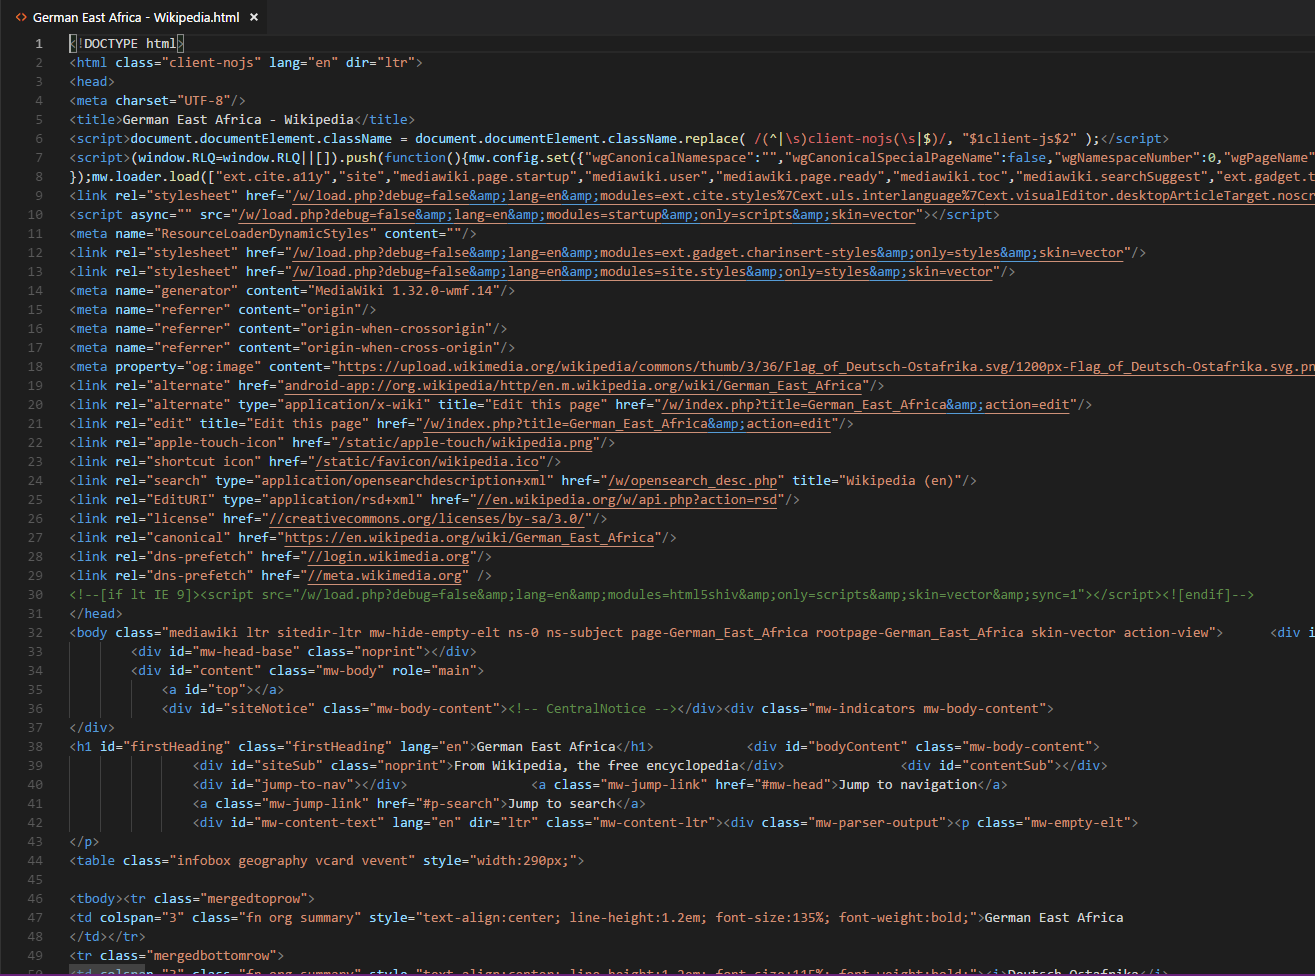 <> German East Africa - Wikipedia.html ×
1 <!DOCTYPE html>
2 <html class="client-nojs" lang="en" dir="ltr">
3 <head>
4 <meta charset="UTF-8"/>
5 <title>German East Africa - Wikipedia</title>
6 <script>document.documentElement.className = document.documentElement.className.replace( /(^|\s)client-nojs(\s|$)/, "$1client-js$2" );</script>
7 <script>(window.RLQ=window.RLQ||[]).push(function(){mw.config.set({"wgCanonicalNamespace":"","wgCanonicalSpecialPageName":false,"wgNamespaceNumber":0,"wgPageName"
8 });mw.loader.load(["ext.cite.a11y","site","mediawiki.page.startup","mediawiki.user","mediawiki.page.ready","mediawiki.toc","mediawiki.searchSuggest","ext.gadget.t
9 <link rel="stylesheet" href="/w/load.php?debug=false&amp;lang=en&amp;modules=ext.cite.styles%7Cext.uls.interlanguage%7Cext.visualEditor.desktopArticleTarget.noscr
10 <script async="" src="/w/load.php?debug=false&amp;lang=en&amp;modules=startup&amp;only=scripts&amp;skin=vector"></script>
11 <meta name="ResourceLoaderDynamicStyles" content=""/>
12 <link rel="stylesheet" href="/w/load.php?debug=false&amp;lang=en&amp;modules=ext.gadget.charinsert-styles&amp;only=styles&amp;skin=vector"/>
13 <link rel="stylesheet" href="/w/load.php?debug=false&amp;lang=en&amp;modules=site.styles&amp;only=styles&amp;skin=vector"/>
14 <meta name="generator" content="MediaWiki 1.32.0-wmf.14"/>
15 <meta name="referrer" content="origin"/>
16 <meta name="referrer" content="origin-when-crossorigin"/>
17 <meta name="referrer" content="origin-when-cross-origin"/>
18 <meta property="og:image" content="https://upload.wikimedia.org/wikipedia/commons/thumb/3/36/Flag_of_Deutsch-Ostafrika.svg/1200px-Flag_of_Deutsch-Ostafrika.svg.pn
19 <link rel="alternate" href="android-app://org.wikipedia/http/en.m.wikipedia.org/wiki/German_East_Africa"/>
20 <link rel="alternate" type="application/x-wiki" title="Edit this page" href="/w/index.php?title=German_East_Africa&amp;action=edit"/>
21 <link rel="edit" title="Edit this page" href="/w/index.php?title=German_East_Africa&amp;action=edit"/>
22 <link rel="apple-touch-icon" href="/static/apple-touch/wikipedia.png"/>
23 <link rel="shortcut icon" href="/static/favicon/wikipedia.ico"/>
24 <link rel="search" type="application/opensearchdescription+xml" href="/w/opensearch_desc.php" title="Wikipedia (en)"/>
25 <link rel="EditURI" type="application/rsd+xml" href="//en.wikipedia.org/w/api.php?action=rsd"/>
26 <link rel="license" href="//creativecommons.org/licenses/by-sa/3.0/"/>
27 <link rel="canonical" href="https://en.wikipedia.org/wiki/German_East_Africa"/>
28 <link rel="dns-prefetch" href="//login.wikimedia.org"/>
29 <link rel="dns-prefetch" href="//meta.wikimedia.org" />
30 <!--[if lt IE 9]><script src="/w/load.php?debug=false&amp;lang=en&amp;modules=html5shiv&amp;only=scripts&amp;skin=vector&amp;sync=1"></script><![endif]-->
31 </head>
32 <body class="mediawiki ltr sitedir-ltr mw-hide-empty-elt ns-0 ns-subject page-German_East_Africa rootpage-German_East_Africa skin-vector action-view"> <div i
33 <div id="mw-head-base" class="noprint"></div>
34 <div id="content" class="mw-body" role="main">
35 <a id="top"></a>
36 <div id="siteNotice" class="mw-body-content"><!-- CentralNotice --></div><div class="mw-indicators mw-body-content">
37 </div>
38 <h1 id="firstHeading" class="firstHeading" lang="en">German East Africa</h1> <div id="bodyContent" class="mw-body-content">
39 <div id="siteSub" class="noprint">From Wikipedia, the free encyclopedia</div> <div id="contentSub"></div>
40 <div id="jump-to-nav"></div> <a class="mw-jump-link" href="#mw-head">Jump to navigation</a>
41 <a class="mw-jump-link" href="#p-search">Jump to search</a>
42 <div id="mw-content-text" lang="en" dir="ltr" class="mw-content-ltr"><div class="mw-parser-output"><p class="mw-empty-elt">
43 </p>
44 <table class="infobox geography vcard vevent" style="width:290px;">
45
46 <tbody><tr class="mergedtoprow">
47 <td colspan="3" class="fn org summary" style="text-align:center; line-height:1.2em; font-size:135%; font-weight:bold;">German East Africa
48 </td></tr>
49 <tr class="mergedbottomrow">
50 <td colspan="3" class="fn org summary" style="text-align:center; line-height:1.2em; font-size:115%; font-weight:bold;"><i>Deutsch-Ostafrika</i>